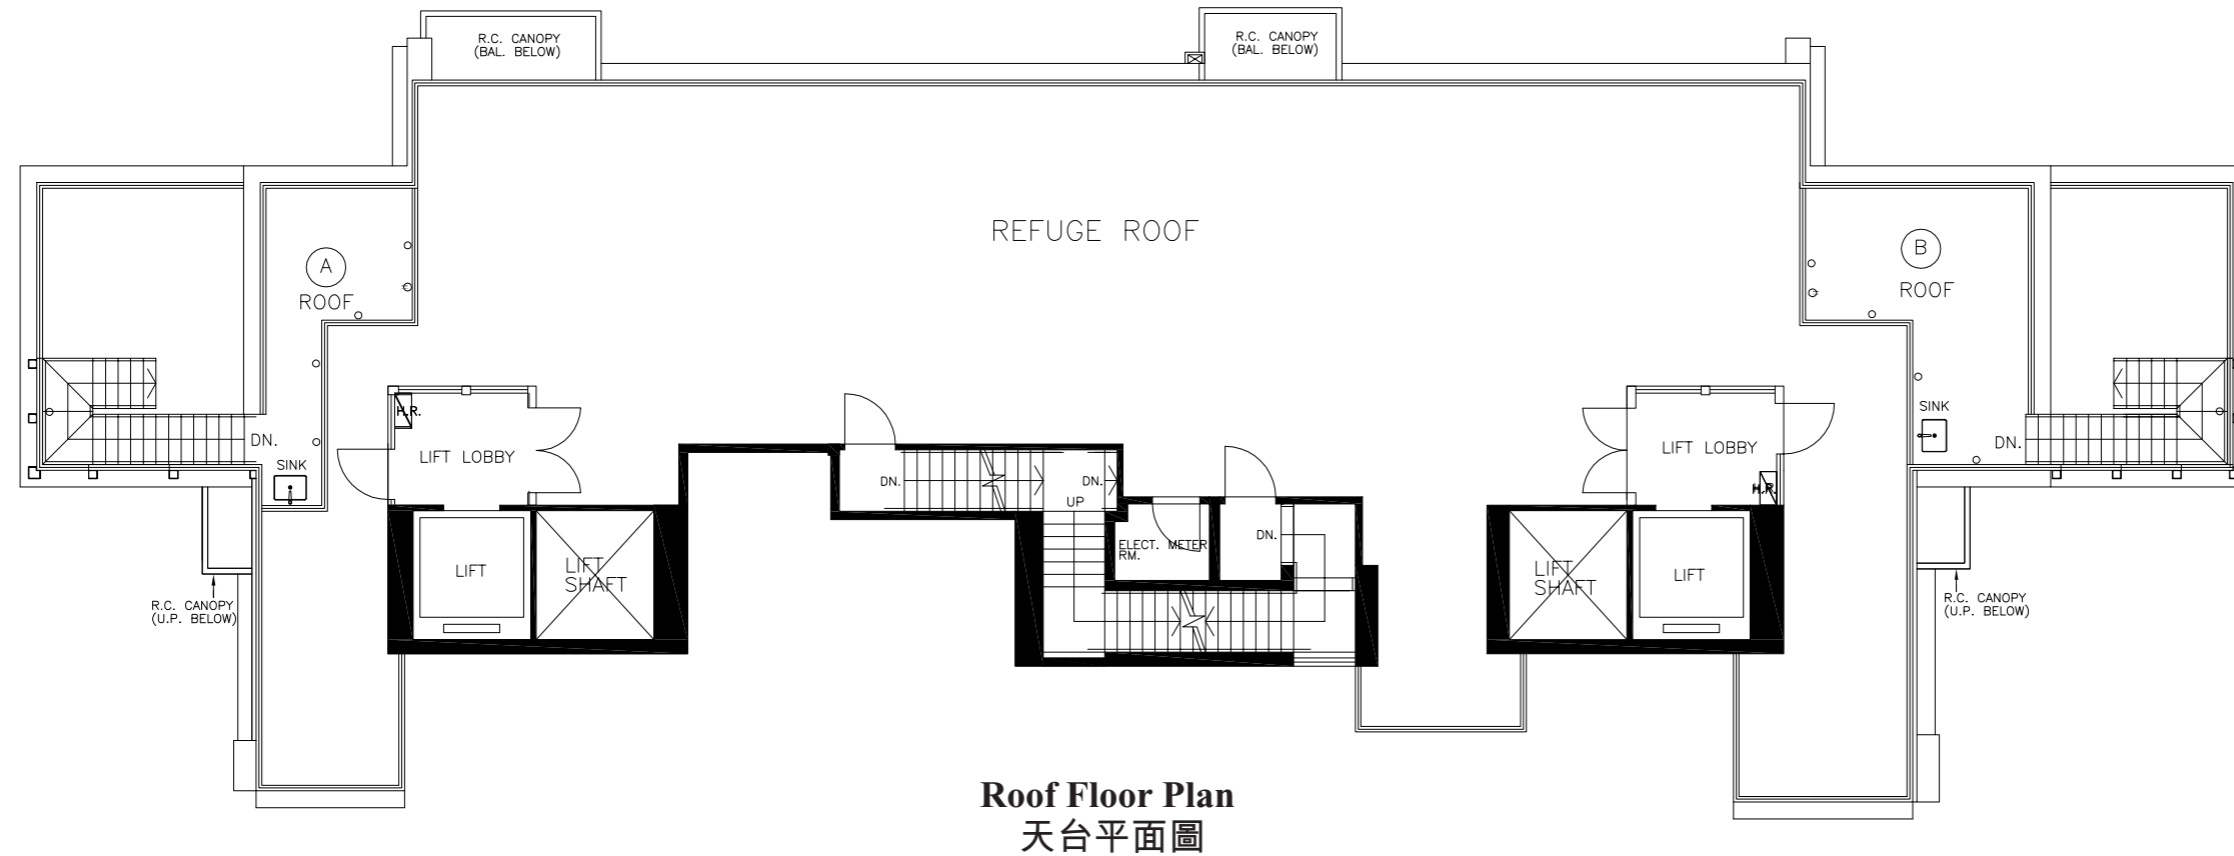 R.C. CANOPY
(BAL. BELOW)
R.C. CANOPY
(BAL. BELOW)
REFUGE ROOF
A
ROOF
B
ROOF
H.R.
LIFT LOBBY
DN.
SINK
DN.
DN.
UP
ELECT. METER
RM.
DN.
LIFT LOBBY
H.R.
SINK
DN.
LIFT
LIFT
SHAFT
LIFT
SHAFT
LIFT
R.C. CANOPY
(U.P. BELOW)
R.C. CANOPY
(U.P. BELOW)
Roof Floor Plan
天台平面圖